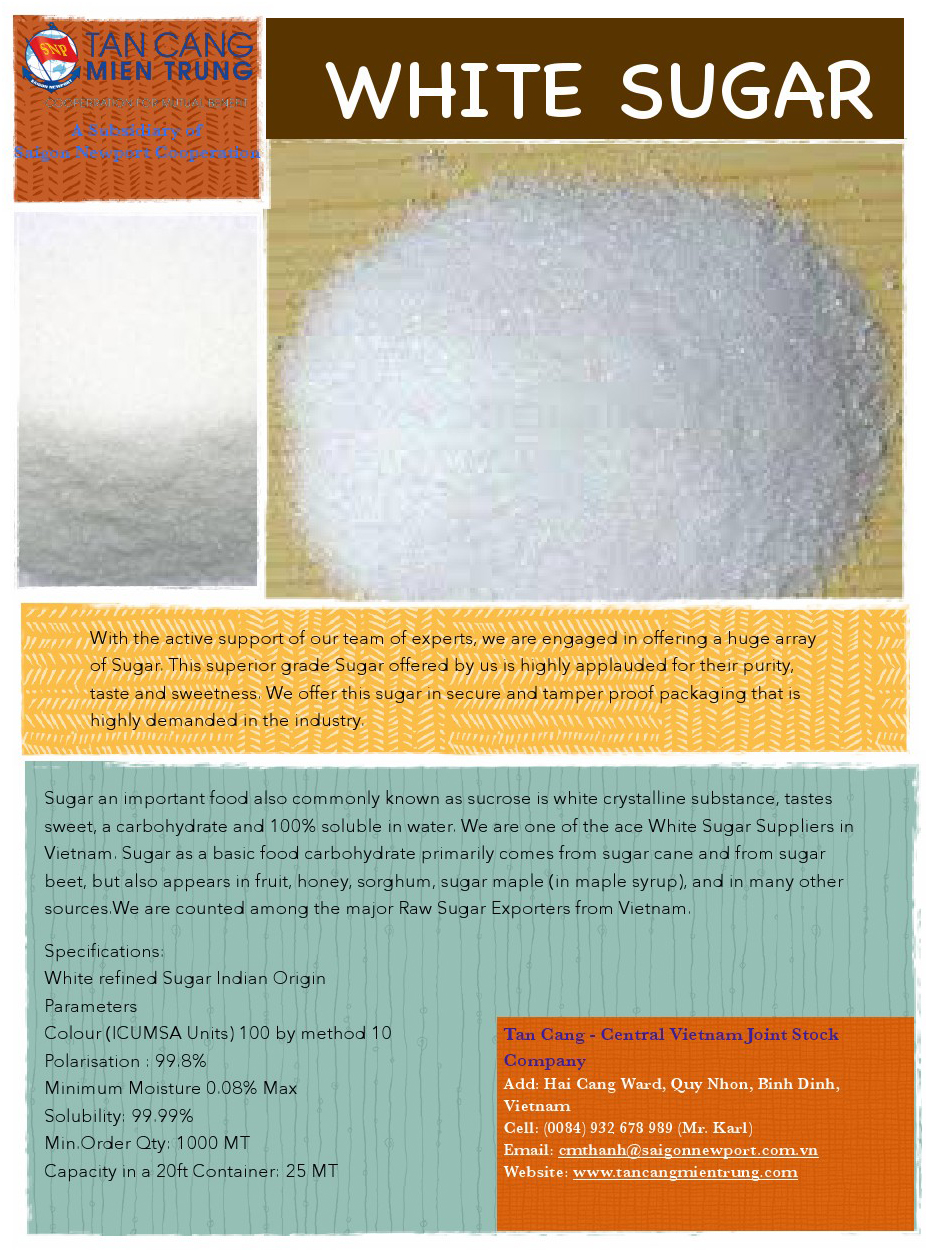 SNP
SAIGON NEWPORT
TAN CANG
MIEN TRUNG
COOPERRATION FOR MUTUAL BENEFIT
A Subsidiary of
Saigon Newport Cooperation
WHITE SUGAR
With the active support of our team of experts, we are engaged in offering a huge array
of Sugar. This superior grade Sugar offered by us is highly applauded for their purity,
taste and sweetness. We offer this sugar in secure and tamper proof packaging that is
highly demanded in the industry.
Sugar an important food also commonly known as sucrose is white crystalline substance, tastes
sweet, a carbohydrate and 100% soluble in water. We are one of the ace White Sugar Suppliers in
Vietnam. Sugar as a basic food carbohydrate primarily comes from sugar cane and from sugar
beet, but also appears in fruit, honey, sorghum, sugar maple (in maple syrup), and in many other
sources.We are counted among the major Raw Sugar Exporters from Vietnam.
Specifications:
White refined Sugar Indian Origin
Parameters
Colour (ICUMSA Units) 100 by method 10
Polarisation : 99.8%
Minimum Moisture 0.08% Max
Solubility: 99.99%
Min.Order Qty: 1000 MT
Capacity in a 20ft Container: 25 MT
Tan Cang - Central Vietnam Joint Stock
Company
Add: Hai Cang Ward, Quy Nhon, Binh Dinh,
Vietnam
Cell: (0084) 932 678 989 (Mr. Karl)
Email: cmthanh@saigonnewport.com.vn
Website: www.tancangmientrung.com